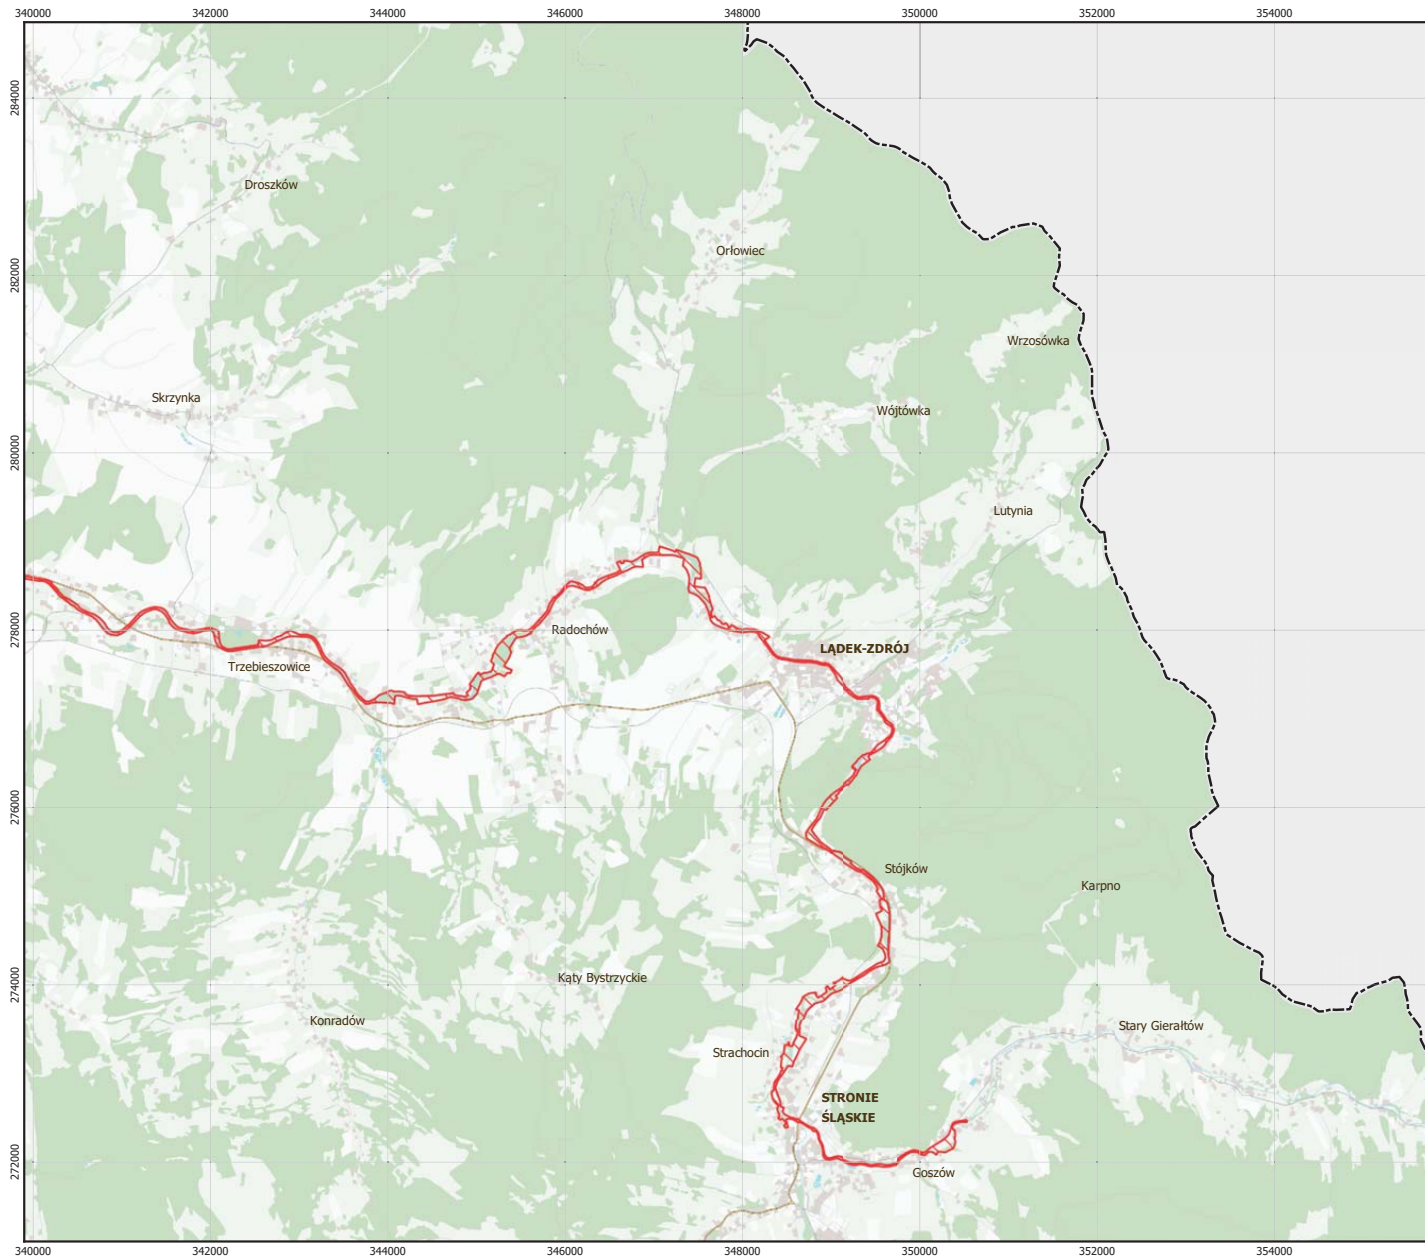 340000 342000 344000 346000 348000 350000 352000 354000
284000
Droszków
Orłowiec
282000
Wrzosówka
Skrzynka
Wójtówka
280000
Lutynia
278000
Radochów
LĄDEK-ZDRÓJ
Trzebieszowice
276000
Stójków
Karpno
Kąty Bystrzyckie
274000
Konradów
Stary Gierałtów
Strachocin
STRONIE
ŚLĄSKIE
272000
Goszów
340000 342000 344000 346000 348000 350000 352000 354000